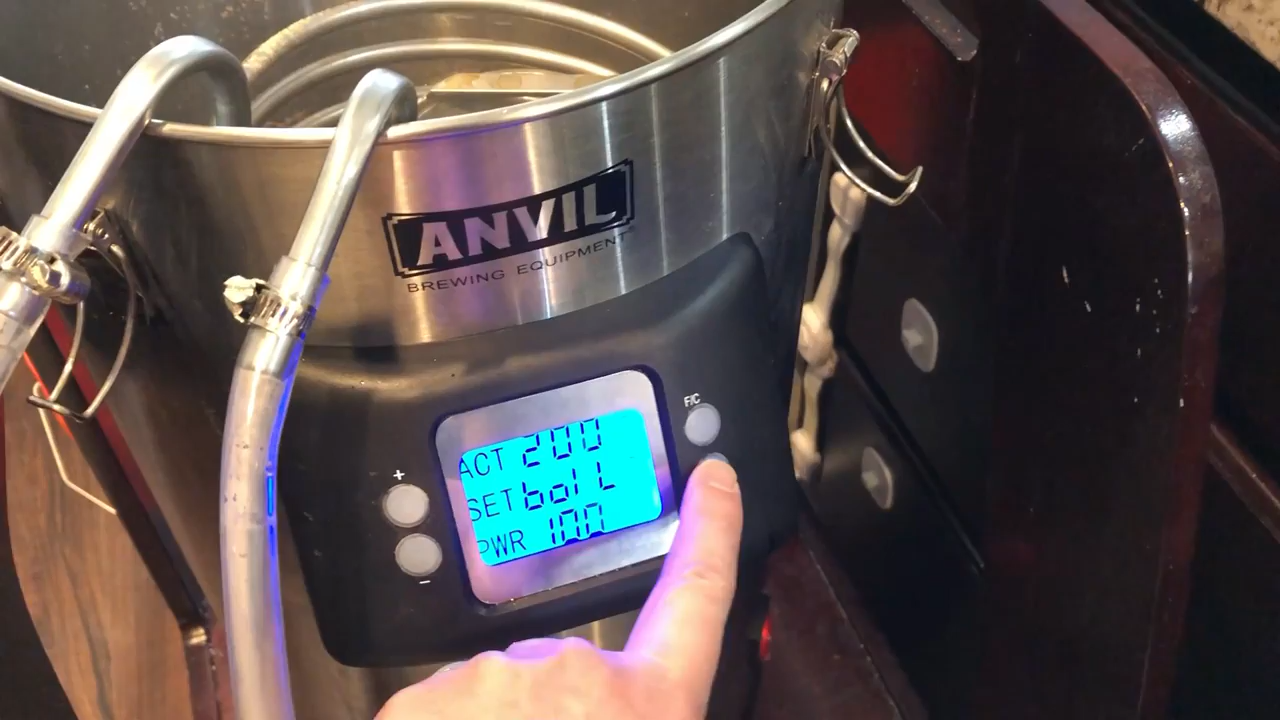 ANVIL
BREWING EQUIPMENT
F/C
+
ACT 200
SET boiL
PWR 100
-